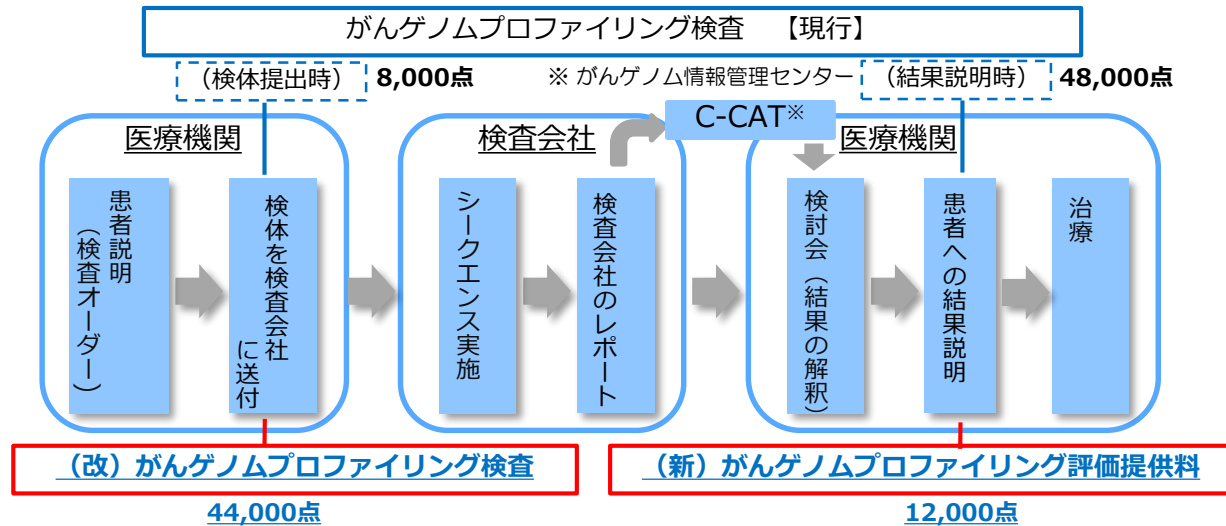 がんゲノムプロファイリング検査 【現行】
（検体提出時） 8,000点
※ がんゲノム情報管理センター
（結果説明時） 48,000点
医療機関
検査会社
C-CAT※
医療機関
患者説明
（検査オーダー）
検体を検査会社
に送付
シークエンス実施
検査会社のレポート
検討会（結果の解釈）
患者への結果説明
治療
（改）がんゲノムプロファイリング検査
44,000点
（新）がんゲノムプロファイリング評価提供料
12,000点